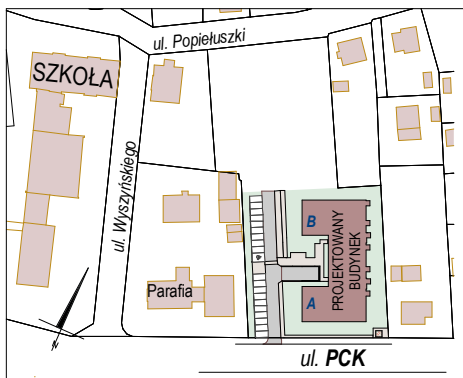 ul. Popiełuszki
SZKOŁA
ul. Wyszyńskiego
B
PROJEKTOWANY
BUDYNEK
A
Parafia
N
ul. PCK